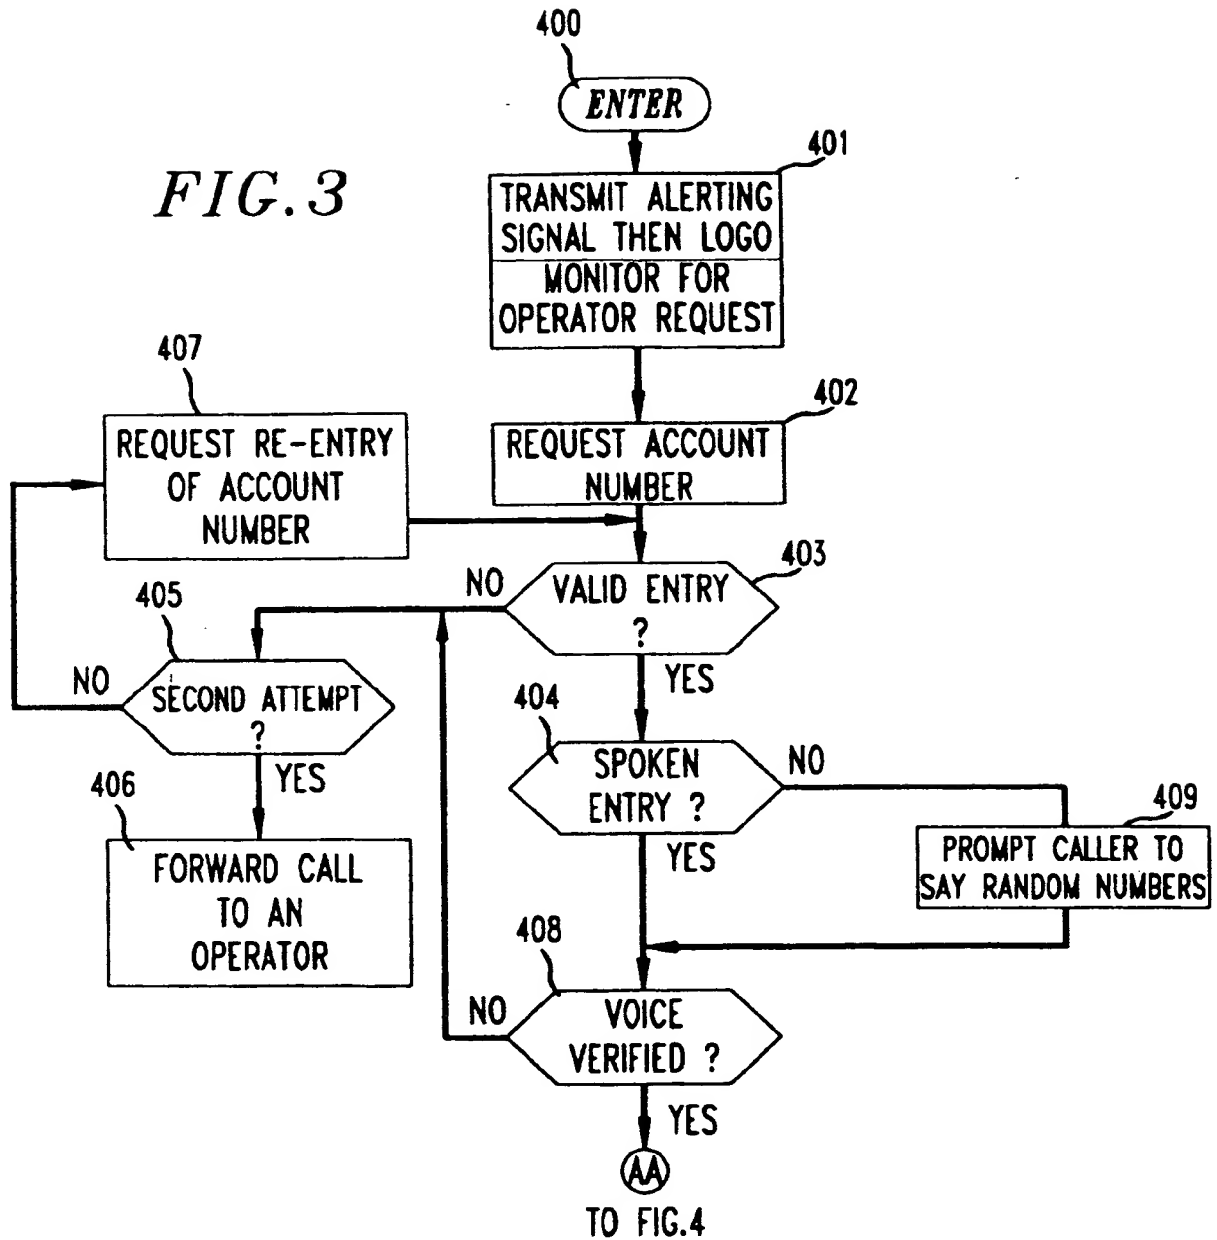 400
ENTER
401
FIG. 3
TRANSMIT ALERTING
SIGNAL THEN LOGO
MONITOR FOR
OPERATOR REQUEST
407
402
REQUEST RE-ENTRY
OF ACCOUNT
NUMBER
REQUEST ACCOUNT
NUMBER
403
NO
VALID ENTRY
?
405
YES
NO
SECOND ATTEMPT
?
404
YES
SPOKEN
ENTRY ?
NO
406
409
YES
FORWARD CALL
TO AN
OPERATOR
PROMPT CALLER TO
SAY RANDOM NUMBERS
408
NO
VOICE
VERIFIED ?
YES
AA
TO FIG.4